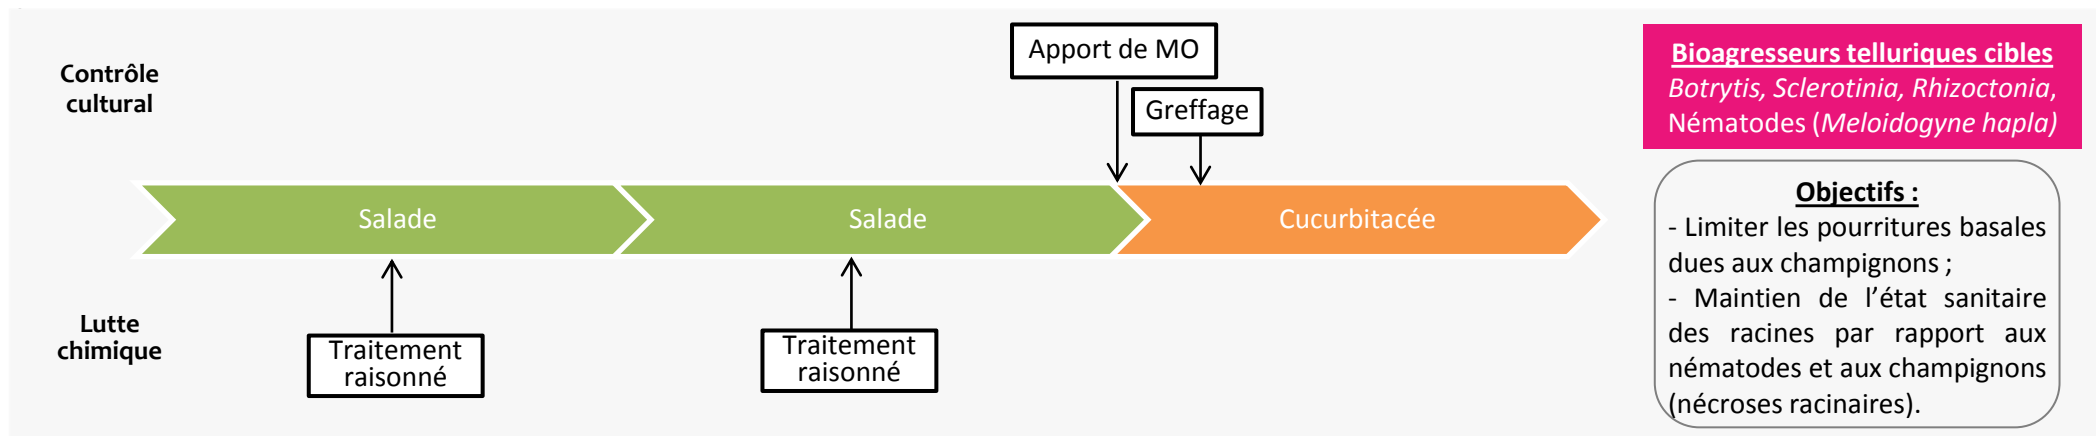 Contrôle
cultural
Apport de MO
Greffage
Salade
Salade
Cucurbitacée
Lutte
chimique
Traitement
raisonné
Traitement
raisonné
Bioagresseurs telluriques cibles
Botrytis, Sclerotinia, Rhizoctonia,
Nématodes (Meloidogyne hapla)
Objectifs :
- Limiter les pourritures basales
dues aux champignons ;
- Maintien de l'état sanitaire
des racines par rapport aux
nématodes et aux champignons
(nécroses racinaires).